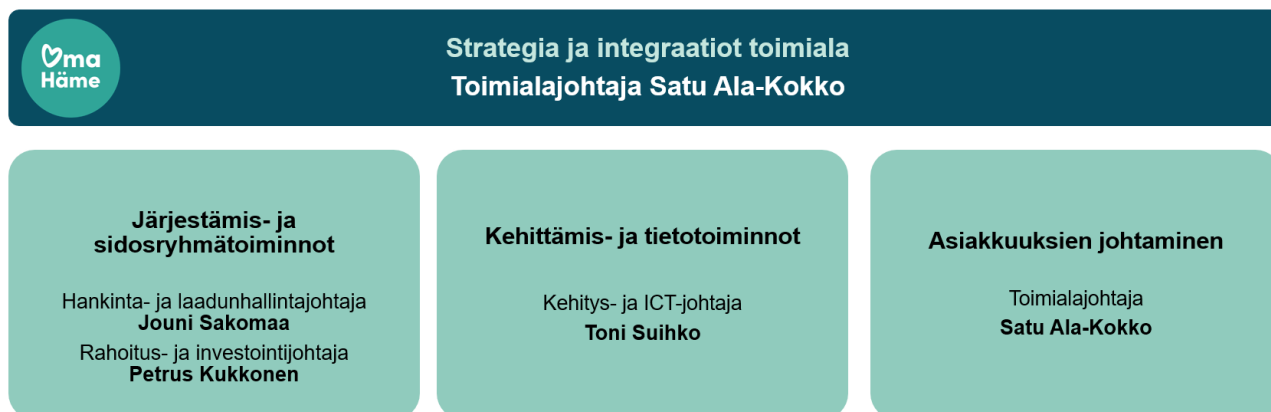 Oma
Häme
Strategia ja integraatiot toimiala
Toimialajohtaja Satu Ala-Kokko
Järjestämis- ja
sidosryhmätoiminnot
Hankinta- ja laadunhallintajohtaja
Jouni Sakomaa
Rahoitus- ja investointijohtaja
Petrus Kukkonen
Kehittämis- ja tietotoiminnot
Kehitys- ja ICT-johtaja
Toni Suihko
Asiakkuuksien johtaminen
Toimialajohtaja
Satu Ala-Kokko